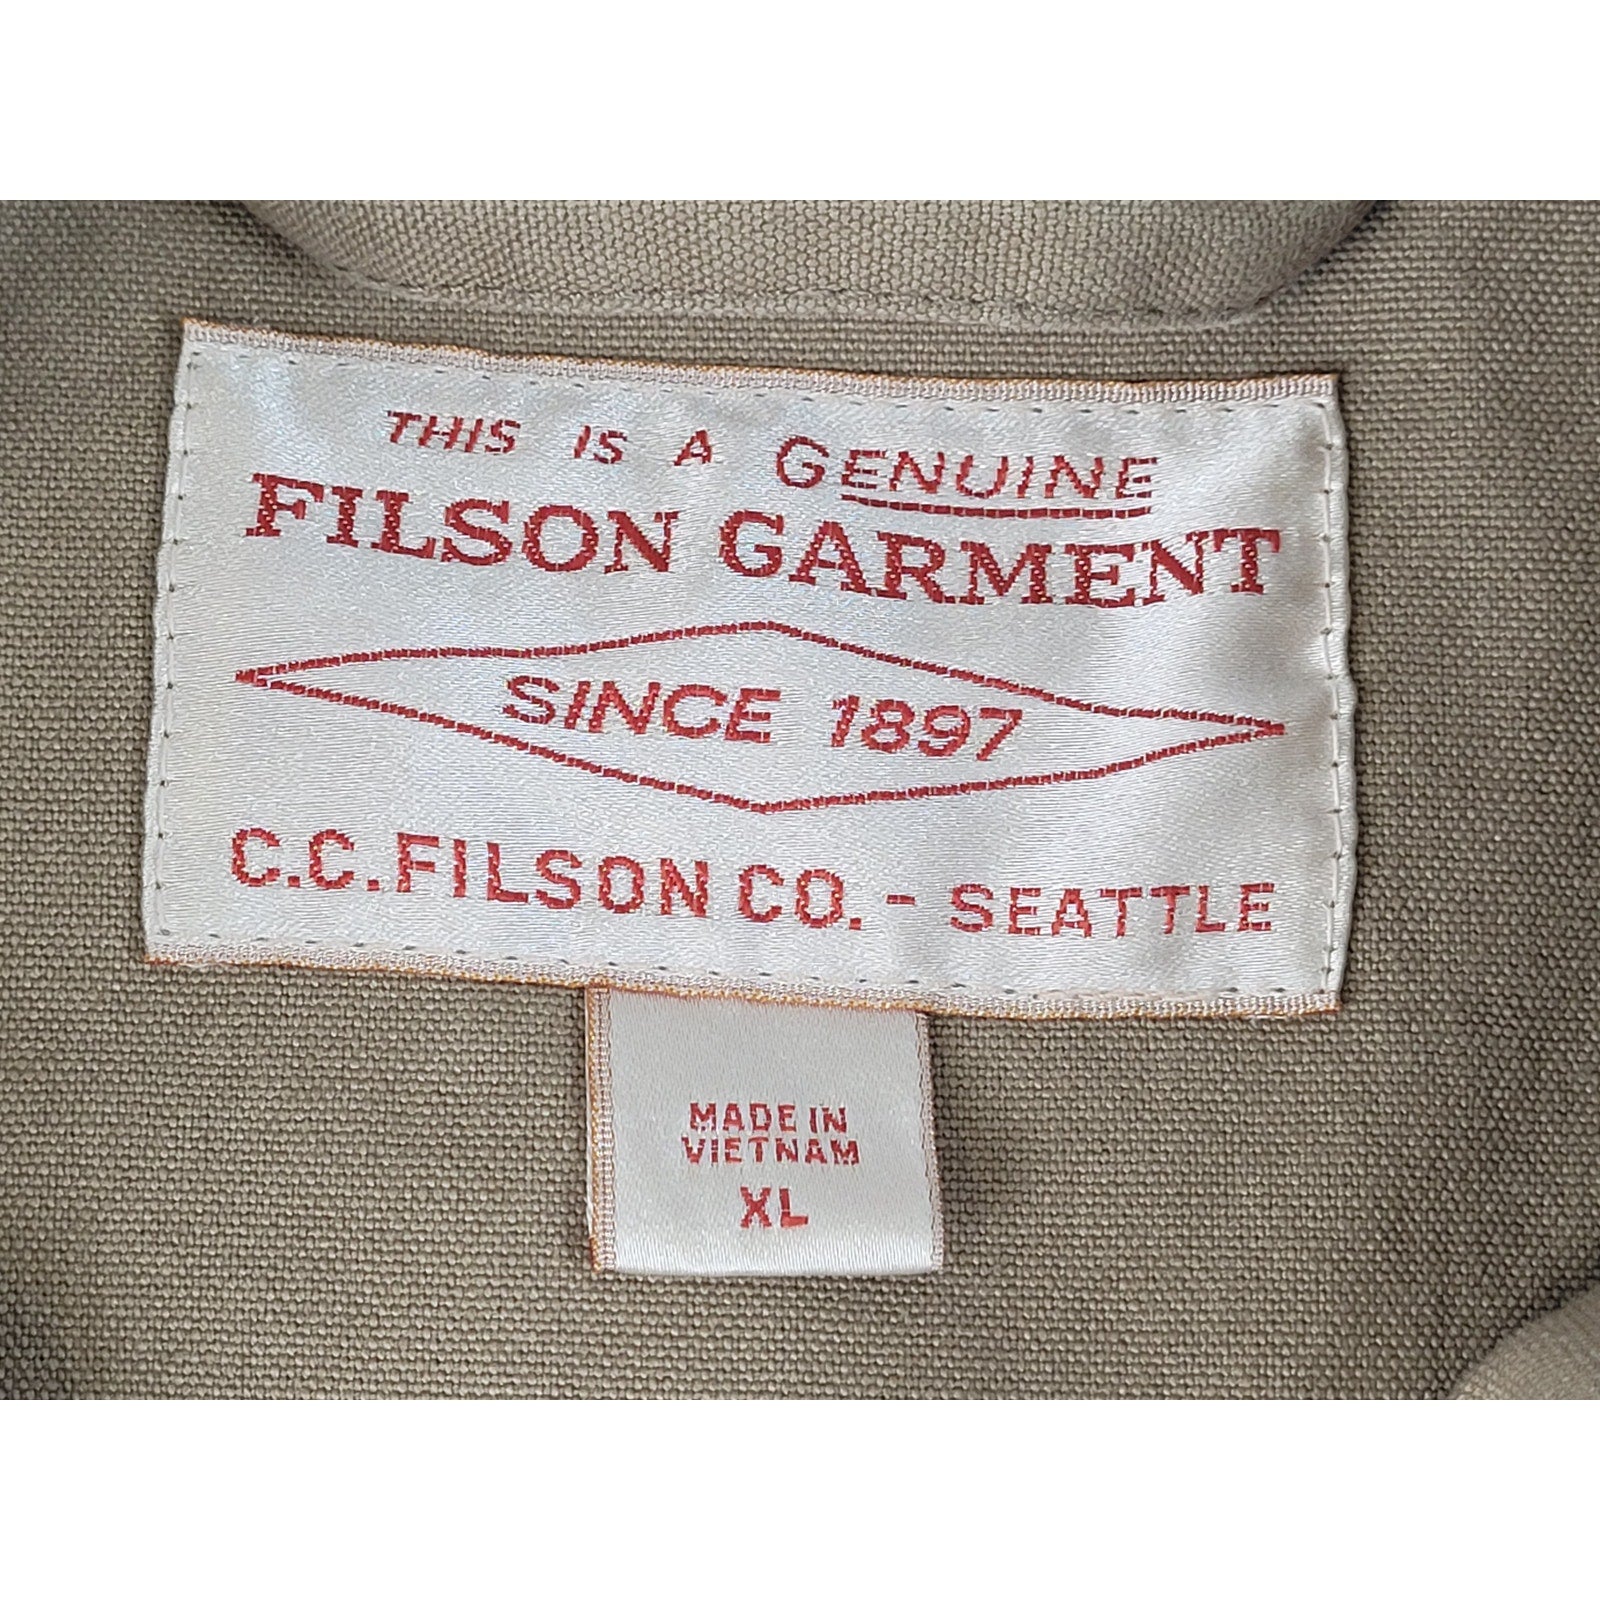 THIS IS A GENUINE
FILSON GARMENT
SINCE 1897
C.C. FILSON CO. - SEATTLE
MADE IN
VIETNAM
XL